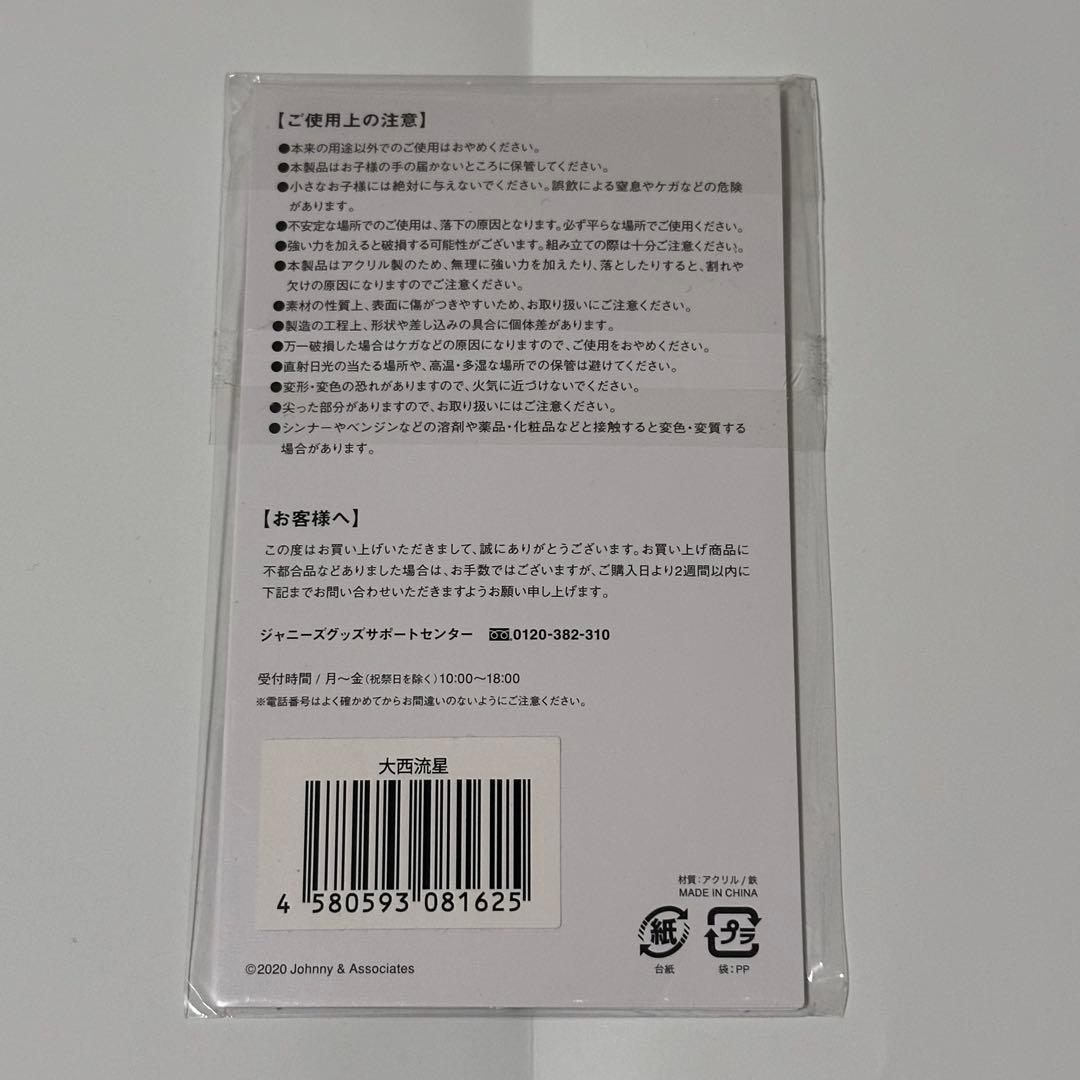 【ご使用上の注意】
●本来の用途以外でのご使用はおやめください。
●本製品はお子様の手の届かないところに保管してください。
●小さなお子様には絶対に与えないでください。誤飲による窒息やケガなどの危険
があります。
●不安定な場所でのご使用は、落下の原因となります。必ず平らな場所でご使用ください。
●強い力を加えると破損する可能性がございます。組み立ての際は十分ご注意ください。
●本製品はアクリル製のため、無理に強い力を加えたり、落としたりすると、割れや
欠けの原因になりますのでご注意ください。
●素材の性質上、表面に傷がつきやすいため、お取り扱いにご注意ください。
●製造の工程上、形状や差し込みの具合に個体差があります。
●万一破損した場合はケガなどの原因になりますので、ご使用をおやめください。
●直射日光の当たる場所や、高温・多湿な場所での保管は避けてください。
●変形・変色の恐れがありますので、火気に近づけないでください。
●尖った部分がありますので、お取り扱いにはご注意ください。
●シンナーやベンジンなどの溶剤や薬品・化粧品などと接触すると変色・変質する
場合があります。
【お客様へ】
この度はお買い上げいただきまして、誠にありがとうございます。お買い上げ商品に
不都合品などありました場合は、お手数ではございますが、ご購入日より2週間以内に
下記までお問い合わせいただきますようお願い申し上げます。
ジャニーズグッズサポートセンター 0120-382-310
受付時間 / 月〜金(祝祭日を除く)10:00〜18:00
※電話番号はよく確かめてからお間違いのないようにご注意ください。
大西流星
4 580593 081625
材質:アクリル / 鉄
MADE IN CHINA
紙
プラ
台紙
袋:PP
©2020 Johnny & Associates